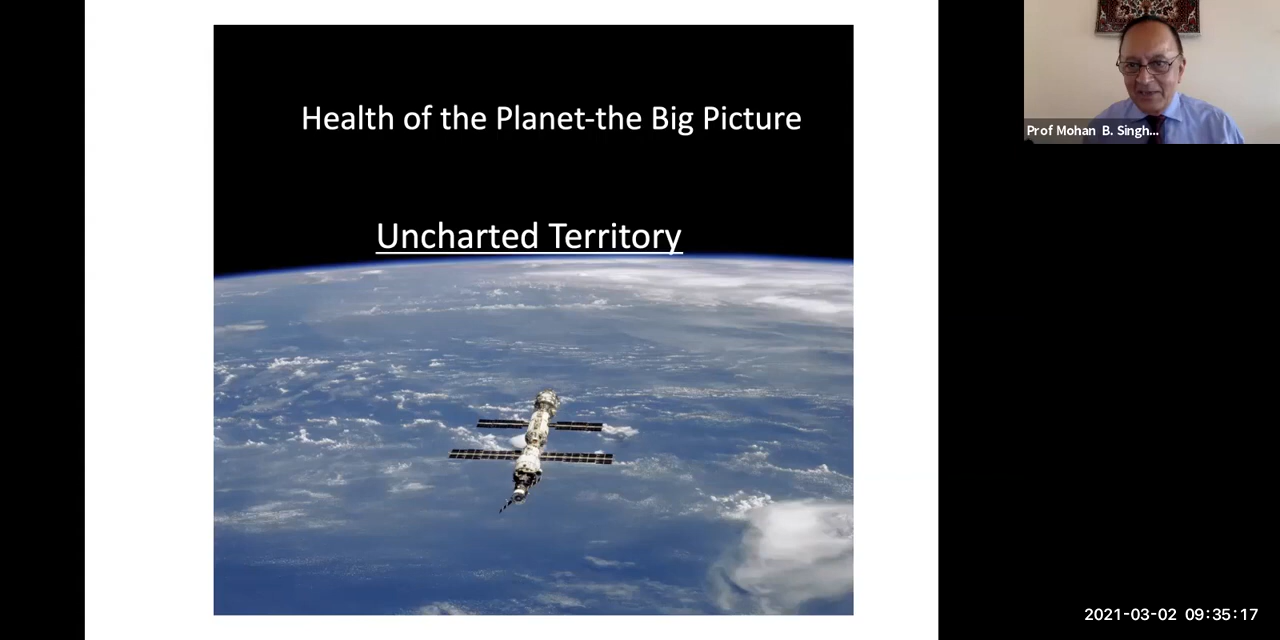 Health of the Planet-the Big Picture
Uncharted Territory
Prof Mohan B. Singh...
2021-03-02 09:35:17